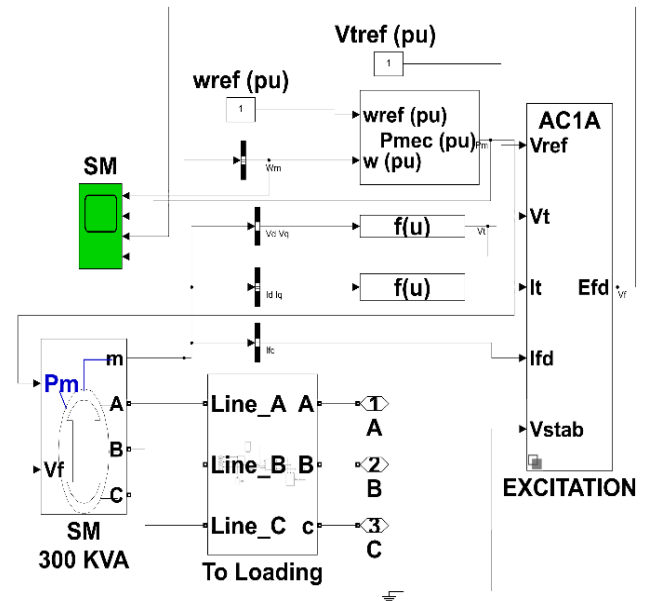 Vtref (pu)
1
wref (pu)
1
wref (pu)
Pmec (pu)
w (pu)
Pm
AC1A
Vref
Vt
It
Efd
Ifd
Vstab
Vf
EXCITATION
SM
Wm
Vd Vq
f(u)
Vt
Id Iq
f(u)
Ifc
m
Pm
A
B
Vf
C
SM
300 KVA
Line_A A
Line_B B
Line_C c
To Loading
1
A
2
B
3
C